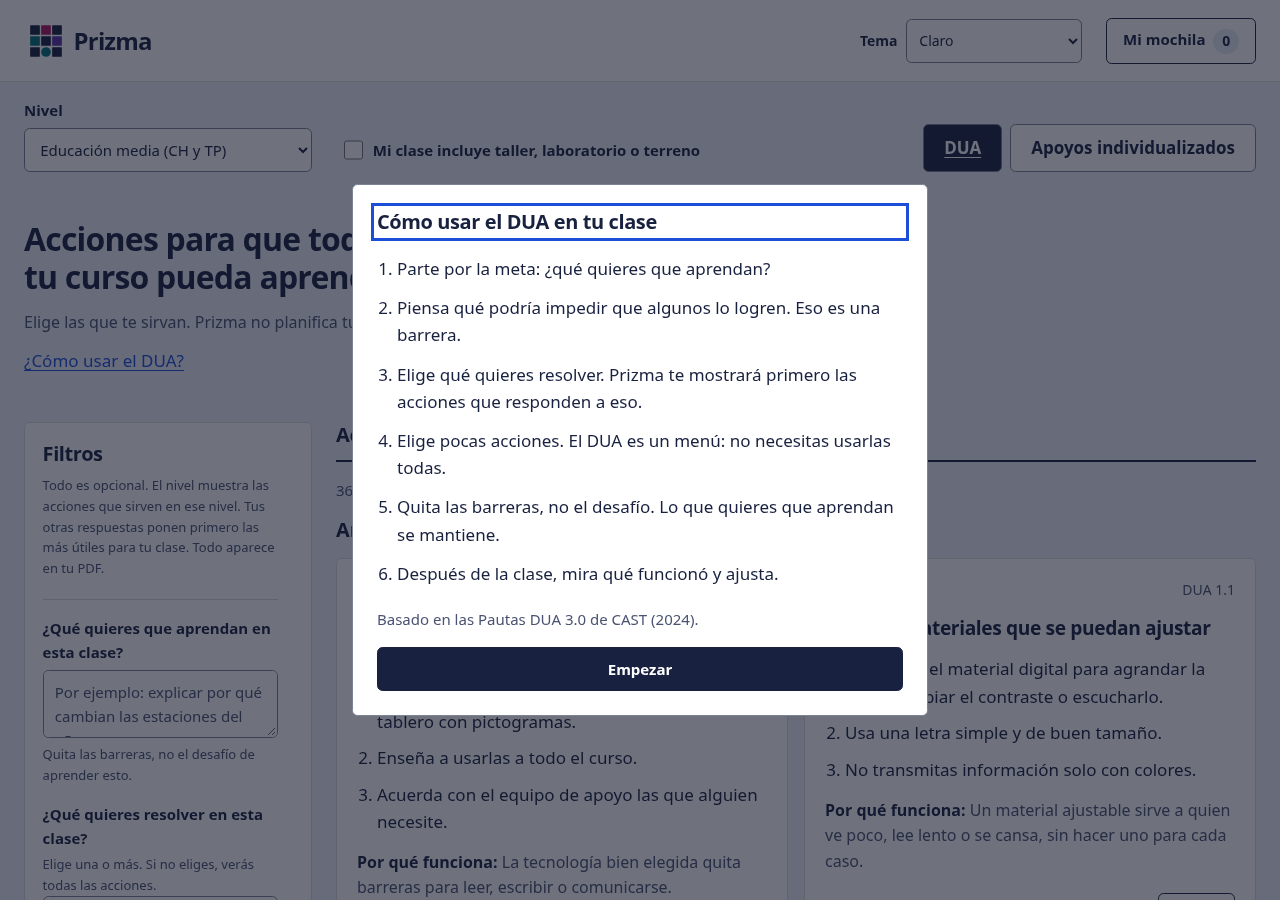 Prizma
Tema
Claro
Mi mochila 0
Nivel
Educación media (CH y TP)
Mi clase incluye taller, laboratorio o terreno
DUA
Apoyos individualizados
Acciones para que
tu curso pueda
Elige las que te sirvan. Prizma no planifica
¿Cómo usar el DUA?
Cómo usar el DUA en tu clase
1. Parte por la meta: ¿qué quieres que aprendan?
2. Piensa qué podría impedir que algunos lo logren. Eso es una
barrera.
3. Elige qué quieres resolver. Prizma te mostrará primero las
acciones que responden a eso.
4. Elige pocas acciones. El DUA es un menú: no necesitas usarlas
todas.
5. Quita las barreras, no el desafío. Lo que quieres que aprendan
se mantiene.
6. Después de la clase, mira qué funcionó y ajusta.
Basado en las Pautas DUA 3.0 de CAST (2024).
Empezar
Filtros
Todo es opcional. El nivel muestra las
acciones que sirven en ese nivel. Tus
otras respuestas ponen primero las
más útiles para tu clase. Todo aparece
en tu PDF.
¿Qué quieres que aprendan en
esta clase?
Por ejemplo: explicar por qué
cambian las estaciones del
Quita las barreras, no el desafío de
aprender esto.
¿Qué quieres resolver en esta
clase?
Elige una o más. Si no eliges, verás
todas las acciones.
36
tablero con pictogramas.
2. Enseña a usarlas a todo el curso.
3. Acuerda con el equipo de apoyo las que alguien
necesite.
Por qué funciona: La tecnología bien elegida quita
barreras para leer, escribir o comunicarse.
DUA 1.1
que se puedan ajustar
el material digital para agrandar la
el contraste o escucharlo.
2. Usa una letra simple y de buen tamaño.
3. No transmitas información solo con colores.
Por qué funciona: Un material ajustable sirve a quien
ve poco, lee lento o se cansa, sin hacer uno para cada
caso.